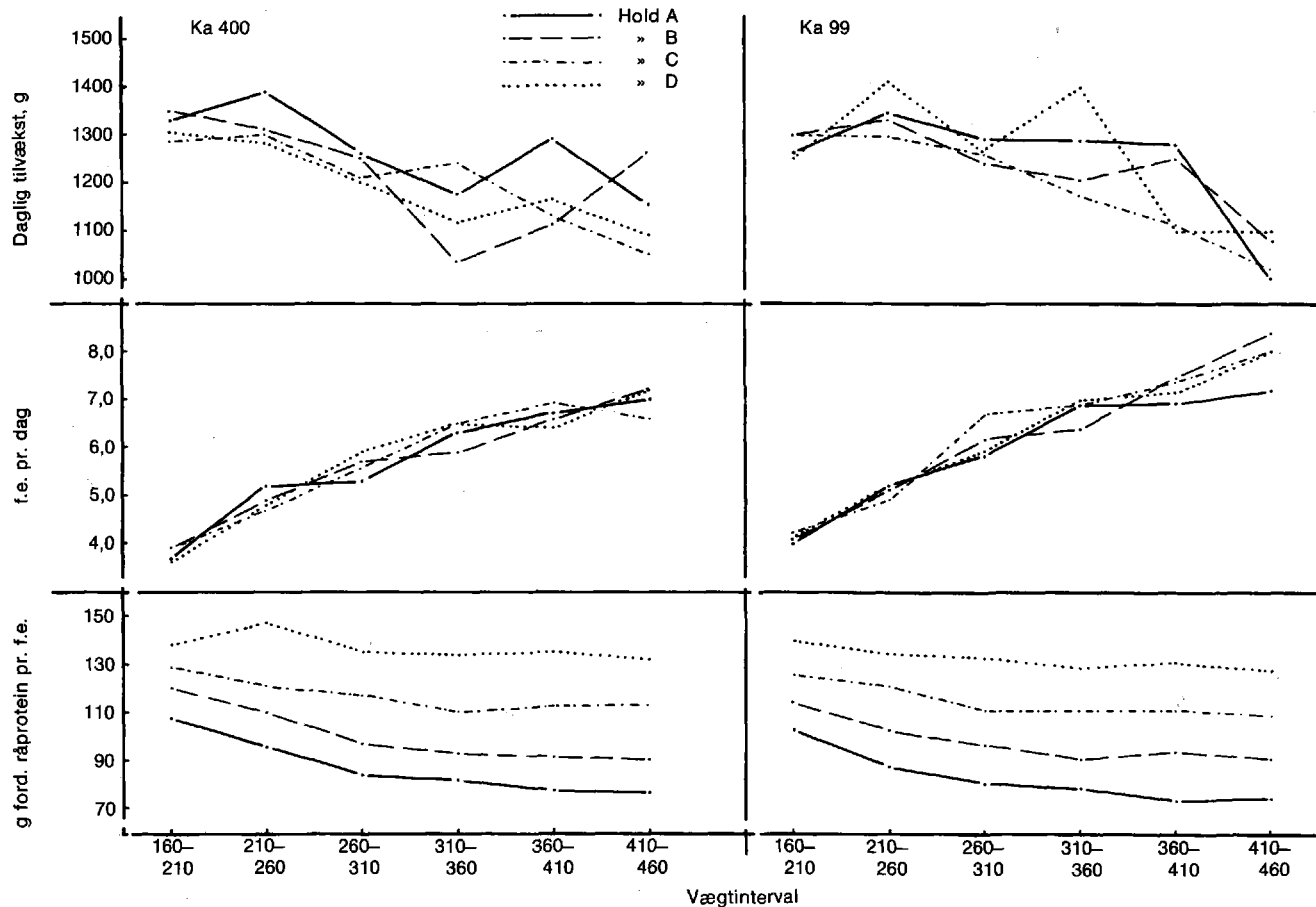 Ka 400
Hold A
» B
» C
» D
Ka 99
Daglig tilvækst, g
1500
1400
1300
1200
1100
1000
f.e. pr. dag
8,0
7,0
6,0
5,0
4,0
g ford. råprotein pr. f.e.
150
130
110
90
70
160– 210– 260– 310– 360– 410– 160– 210– 260– 310– 360– 410–
210 260 310 360 410 460 210 260 310 360 410 460
Vægtinterval